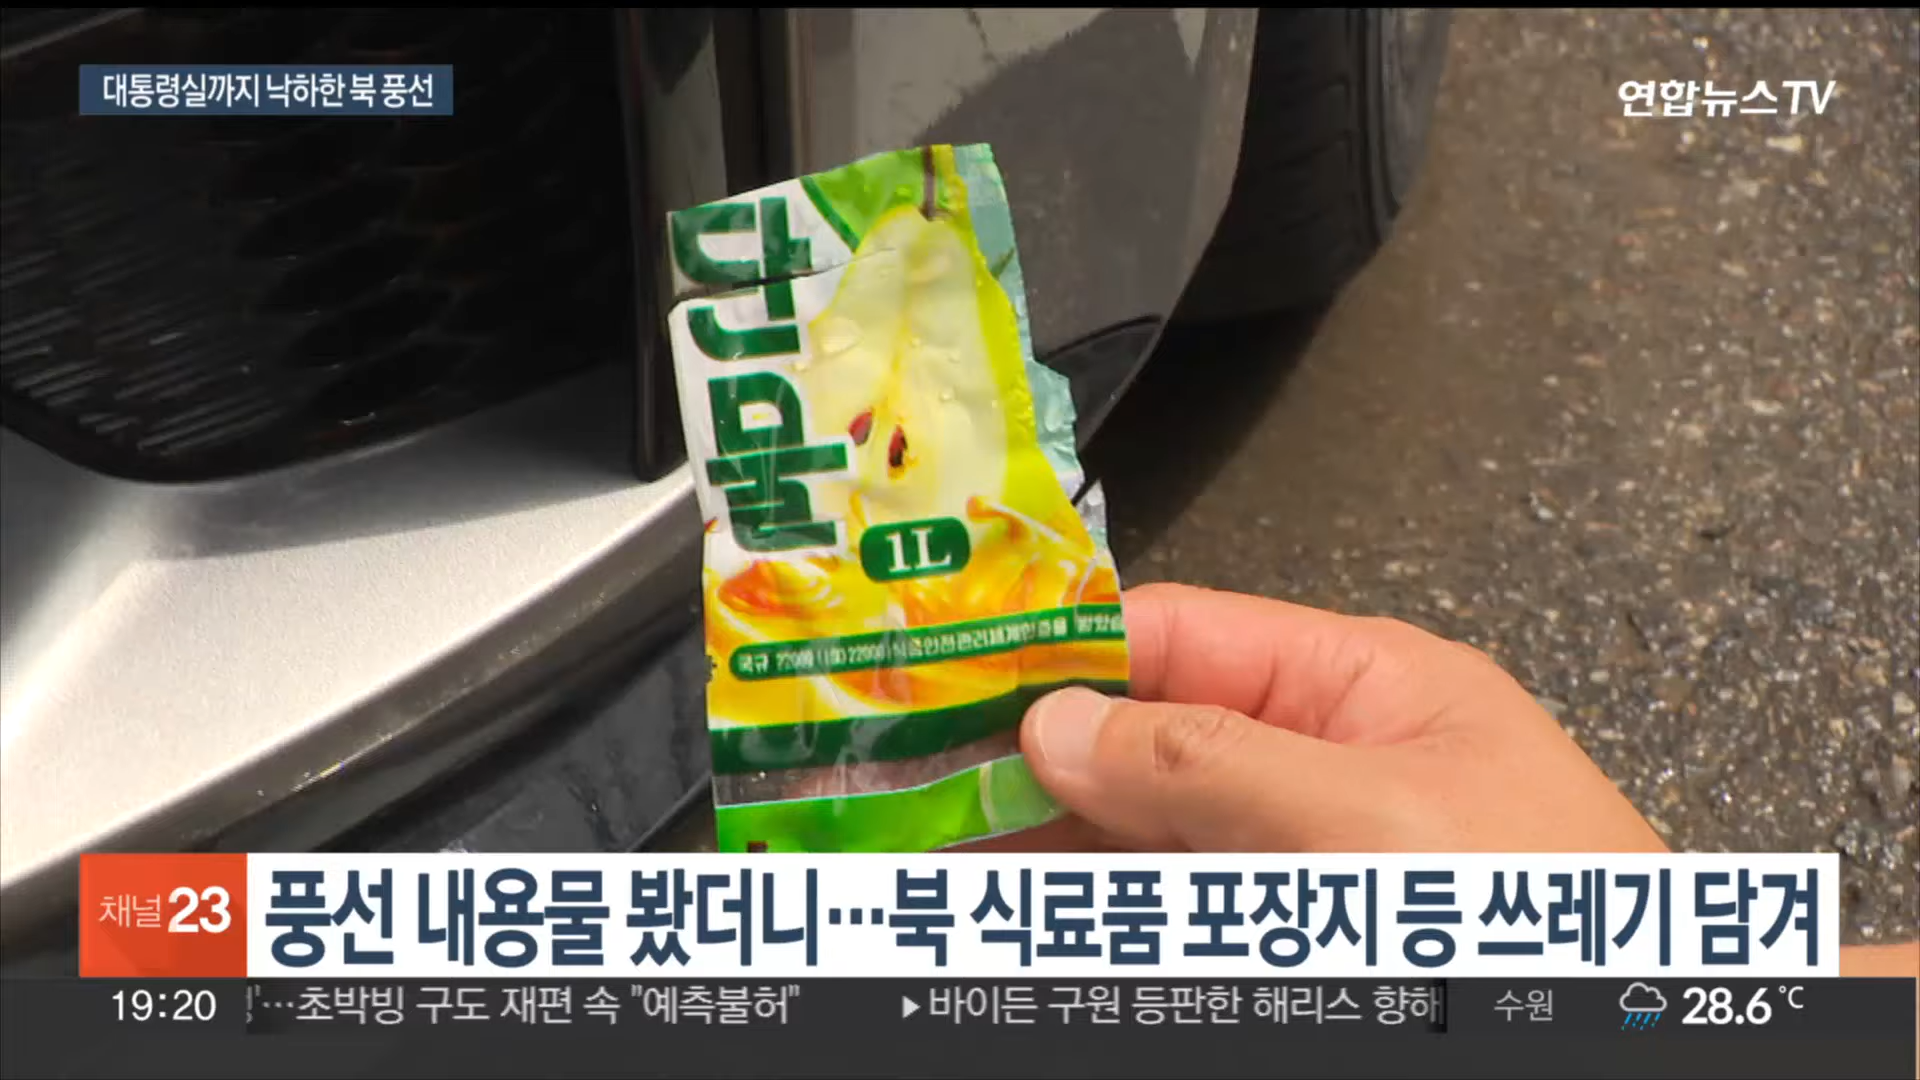 대통령실까지 낙하한 북 풍선
연합뉴스TV
단물
1L
채널23
풍선 내용물 봤더니…북 식료품 포장지 등 쓰레기 담겨
19:20
…초박빙 구도 재편 속 "예측불허"
▶바이든 구원 등판한 해리스 향해
수원
28.6℃